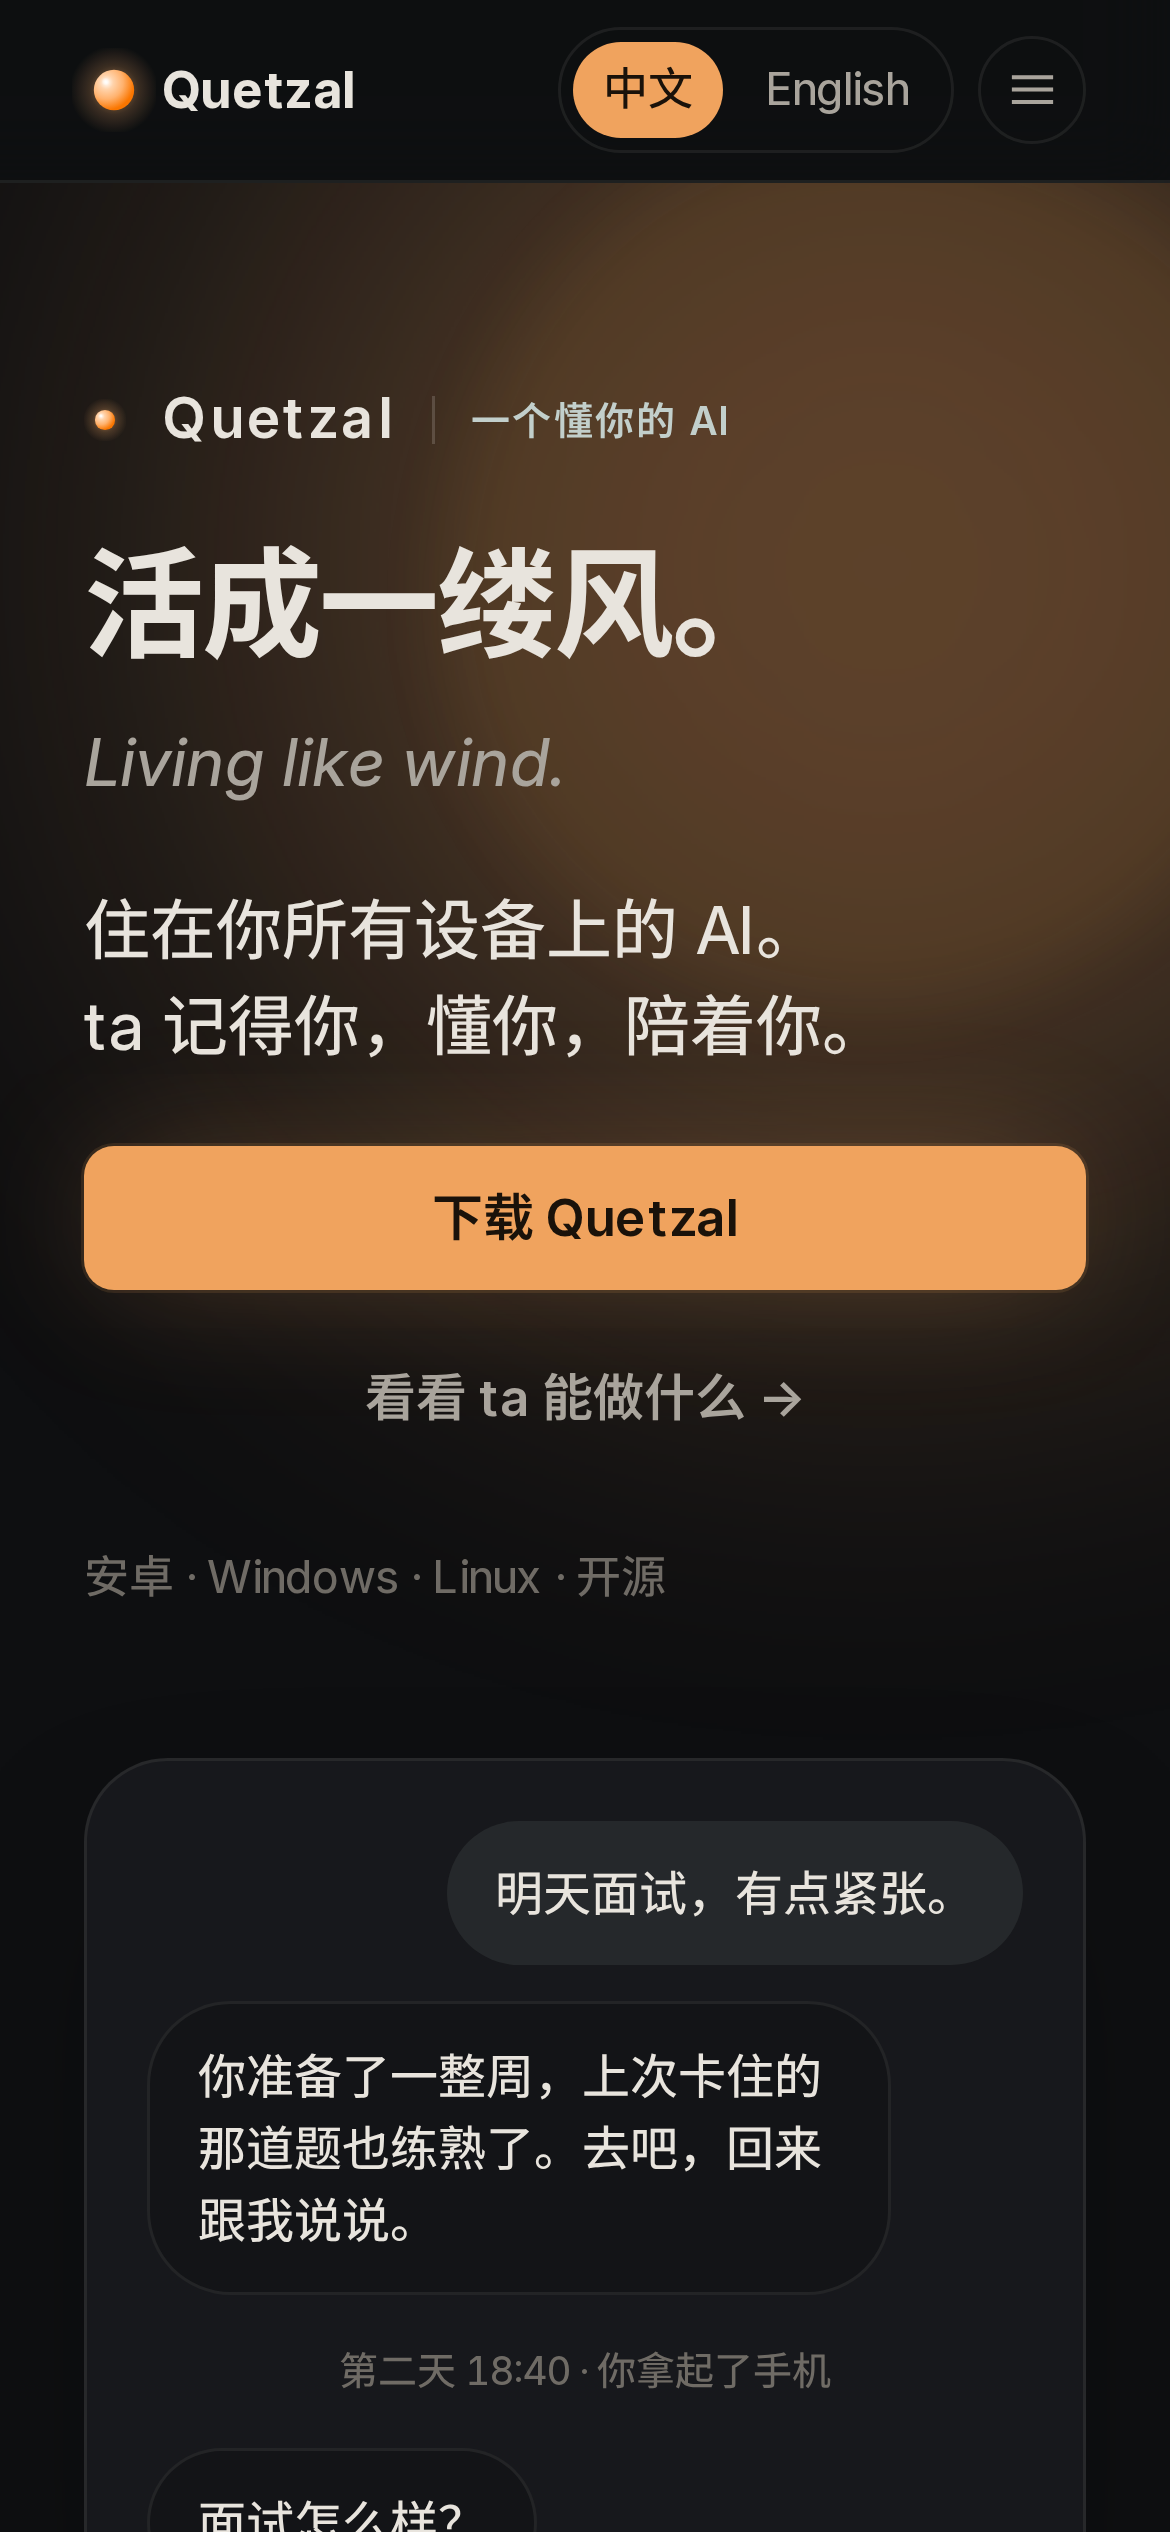 Quetzal 中文 English
Quetzal 一个懂你的 AI
活成一缕风。
Living like wind.
住在你所有设备上的 AI。
ta 记得你，懂你，陪着你。
下载 Quetzal
看看 ta 能做什么 →
安卓 · Windows · Linux · 开源
明天面试，有点紧张。
你准备了一整周，上次卡住的
那道题也练熟了。去吧，回来
跟我说说。
第二天 18:40 · 你拿起了手机
面试怎么样？